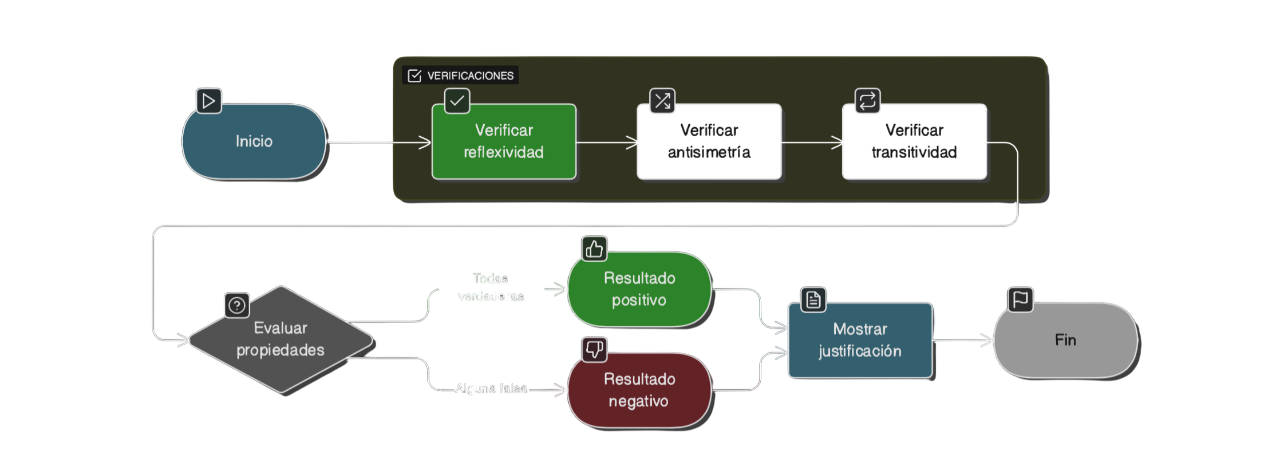 VERIFICACIONES
Inicio
Verificar
reflexividad
Verificar
antisimetría
Verificar
transitividad
Evaluar
propiedades
Todas
verdaderas
Resultado
positivo
Alguna falsa
Resultado
negativo
Mostrar
justificación
Fin